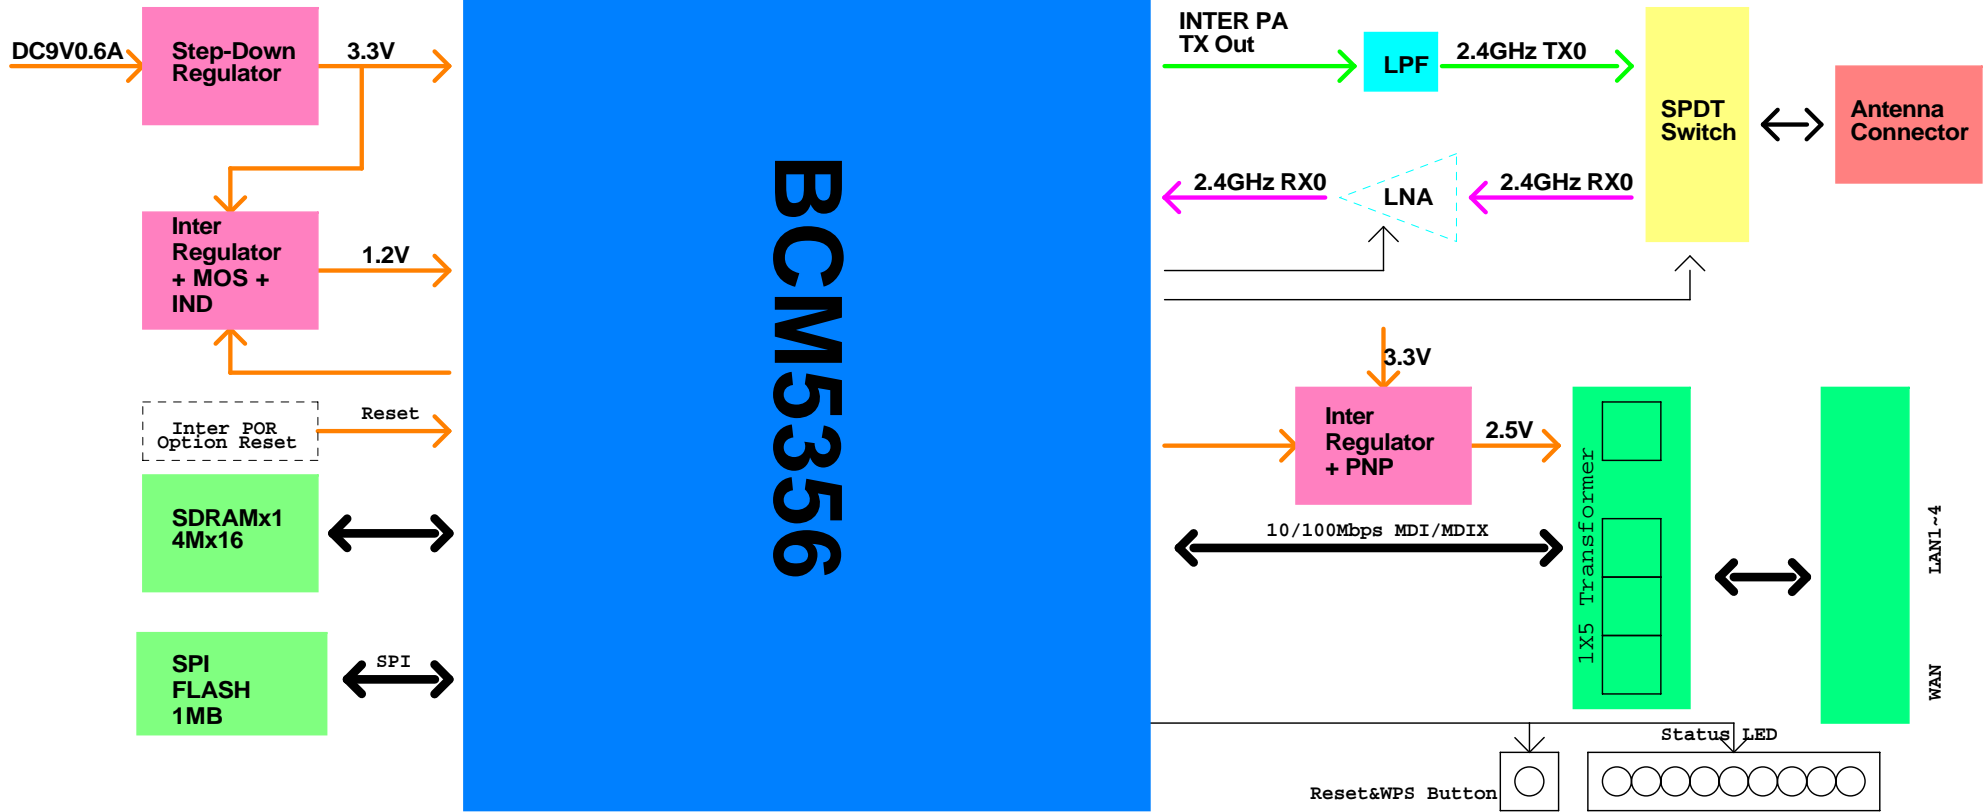 DC9V0.6A
Step-Down
Regulator
3.3V
Inter
Regulator
+ MOS +
IND
1.2V
Inter POR
Option Reset
Reset
SDRAMx1
4Mx16
SPI
FLASH
1MB
SPI
BCM5356
INTER PA
TX Out
LPF
2.4GHz TX0
SPDT
Switch
Antenna
Connector
2.4GHz RX0
LNA
2.4GHz RX0
3.3V
Inter
Regulator
+ PNP
2.5V
10/100Mbps MDI/MDIX
1X5 Transformer
LAN1~4
WAN
Status LED
Reset&WPS Button